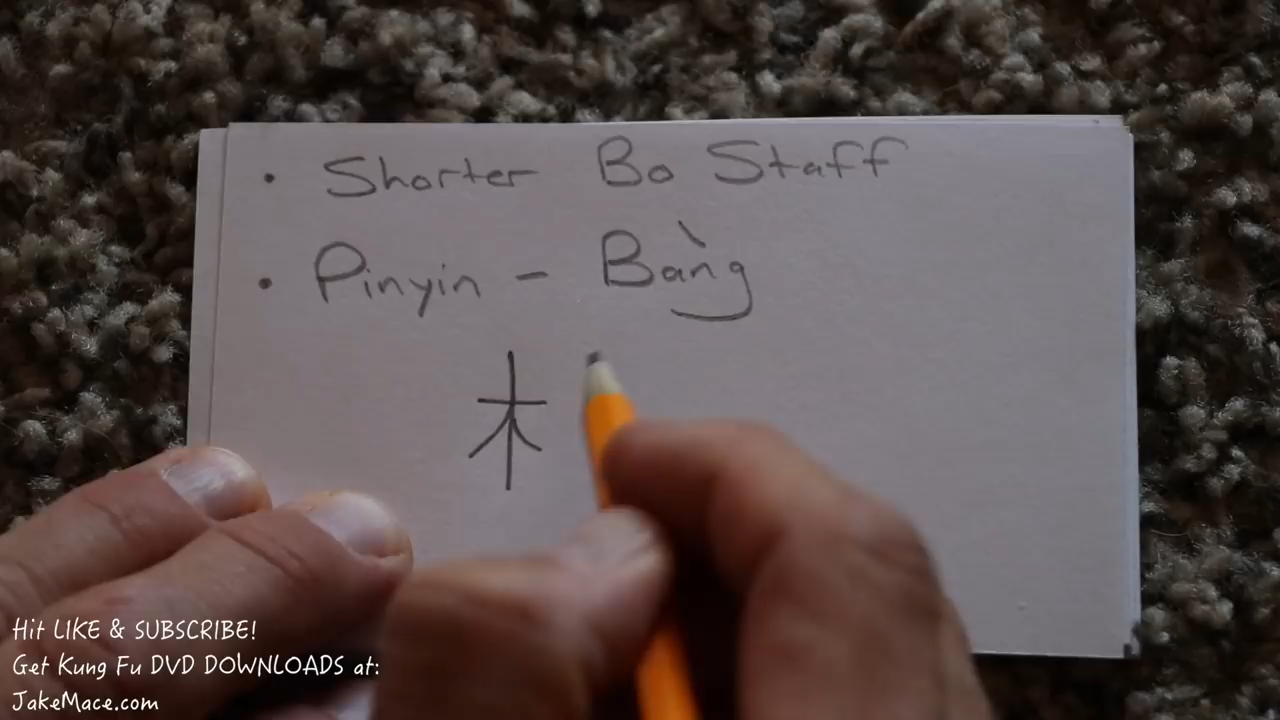 • Shorter Bo Staff
• Pinyin - Bàng
木
Hit LIKE & SUBSCRIBE!
Get Kung Fu DVD DOWNLOADS at:
JakeMace.com